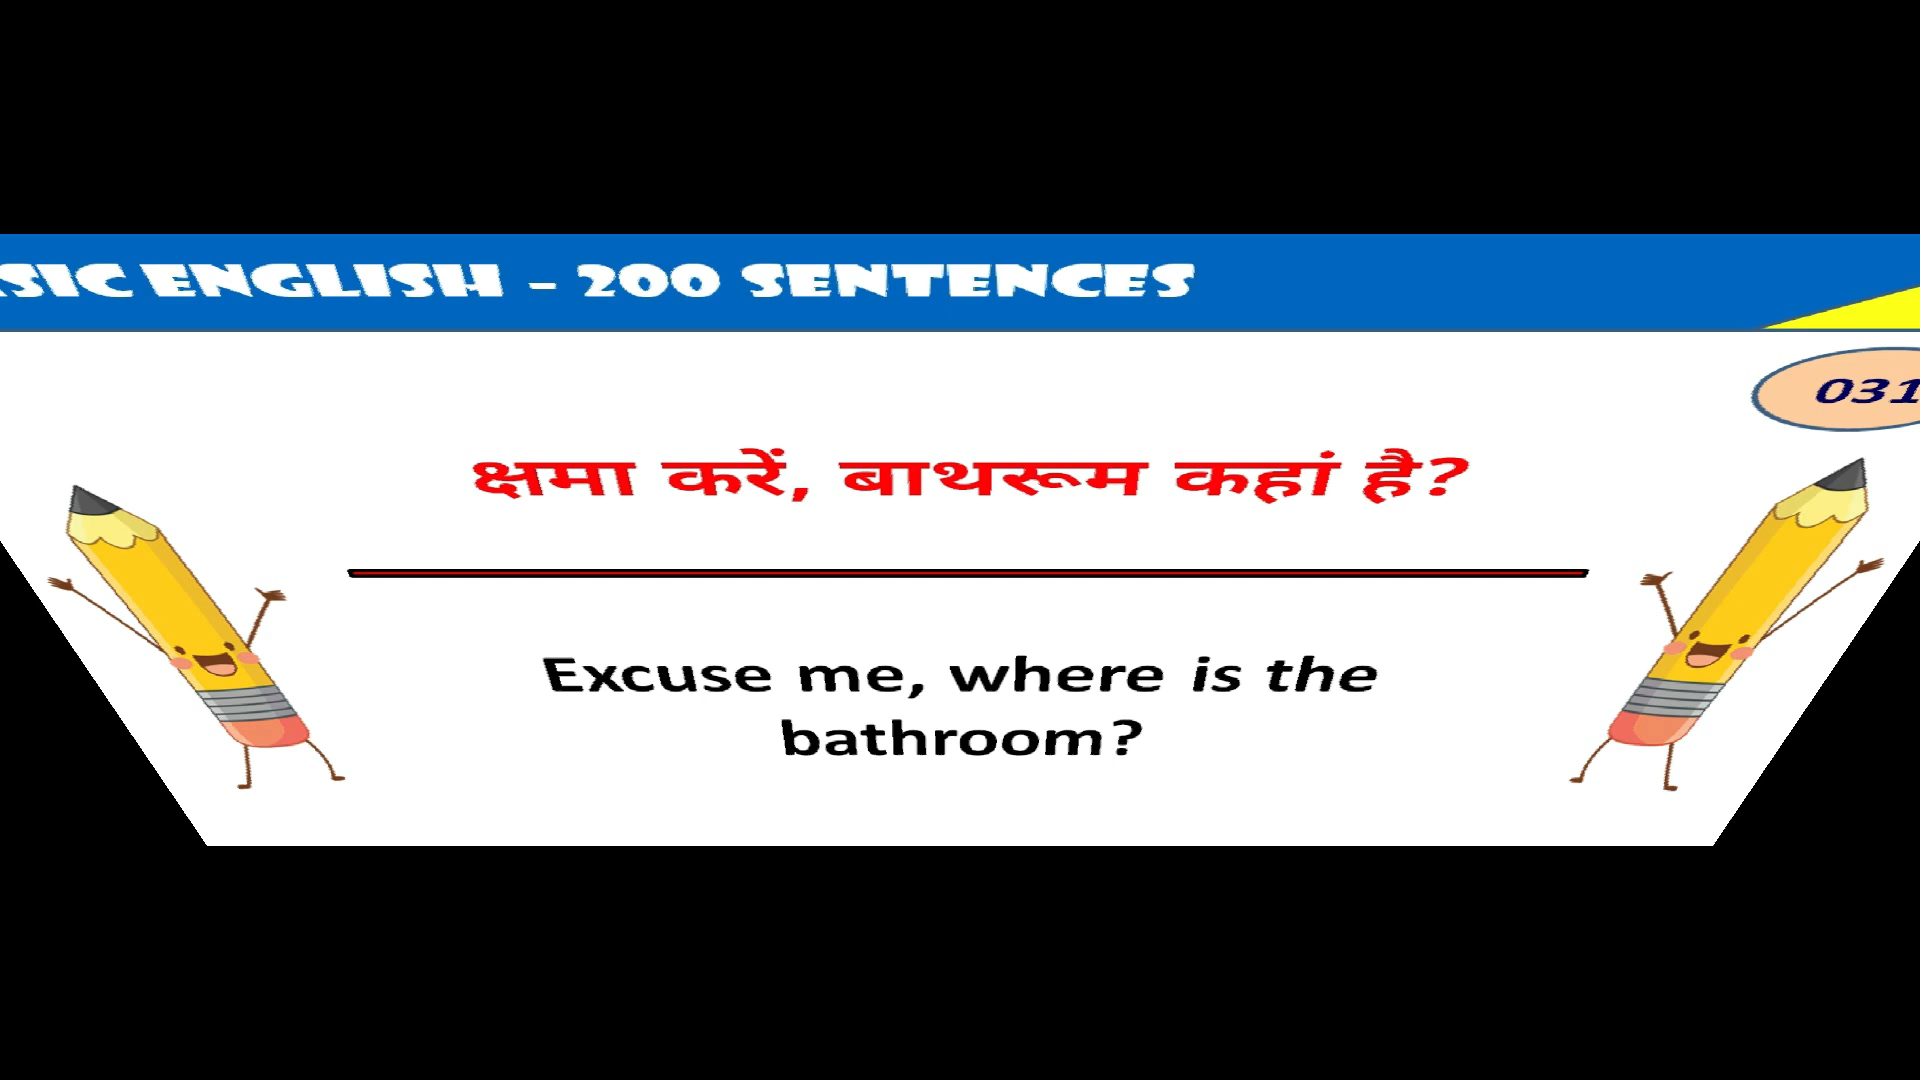 SIC ENGLISH - 200 SENTENCES
031
क्षमा करें, बाथरूम कहां है?
Excuse me, where is the
bathroom?